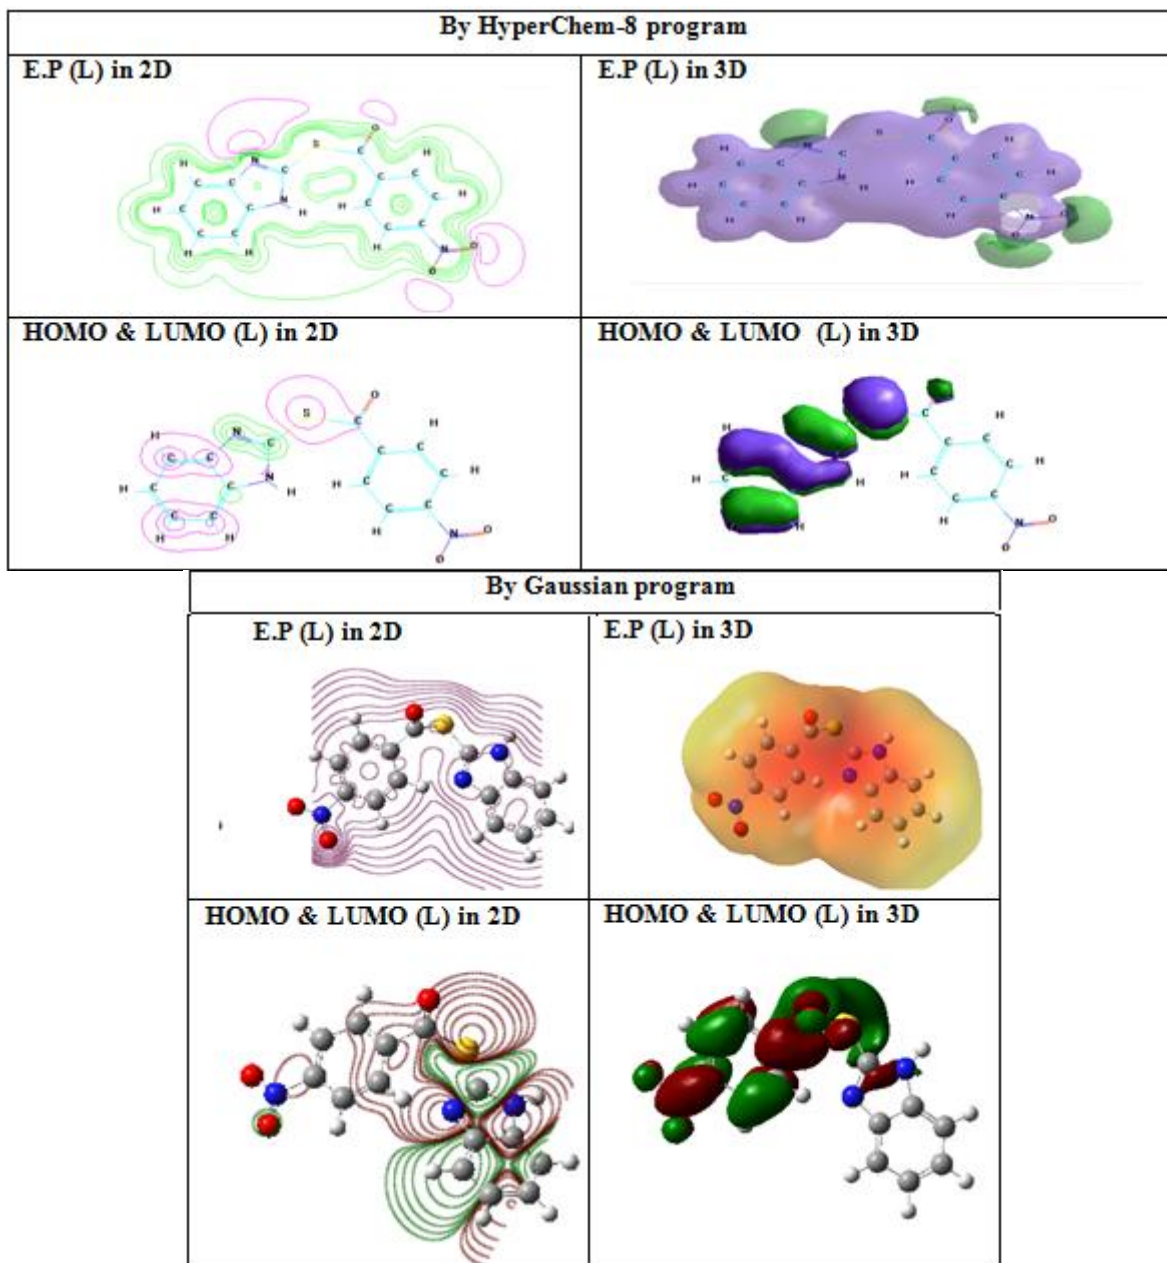 By HyperChem-8 program
E.P (L) in 2D
E.P (L) in 3D
HOMO & LUMO (L) in 2D
HOMO & LUMO (L) in 3D
By Gaussian program
E.P (L) in 2D
E.P (L) in 3D
HOMO & LUMO (L) in 2D
HOMO & LUMO (L) in 3D